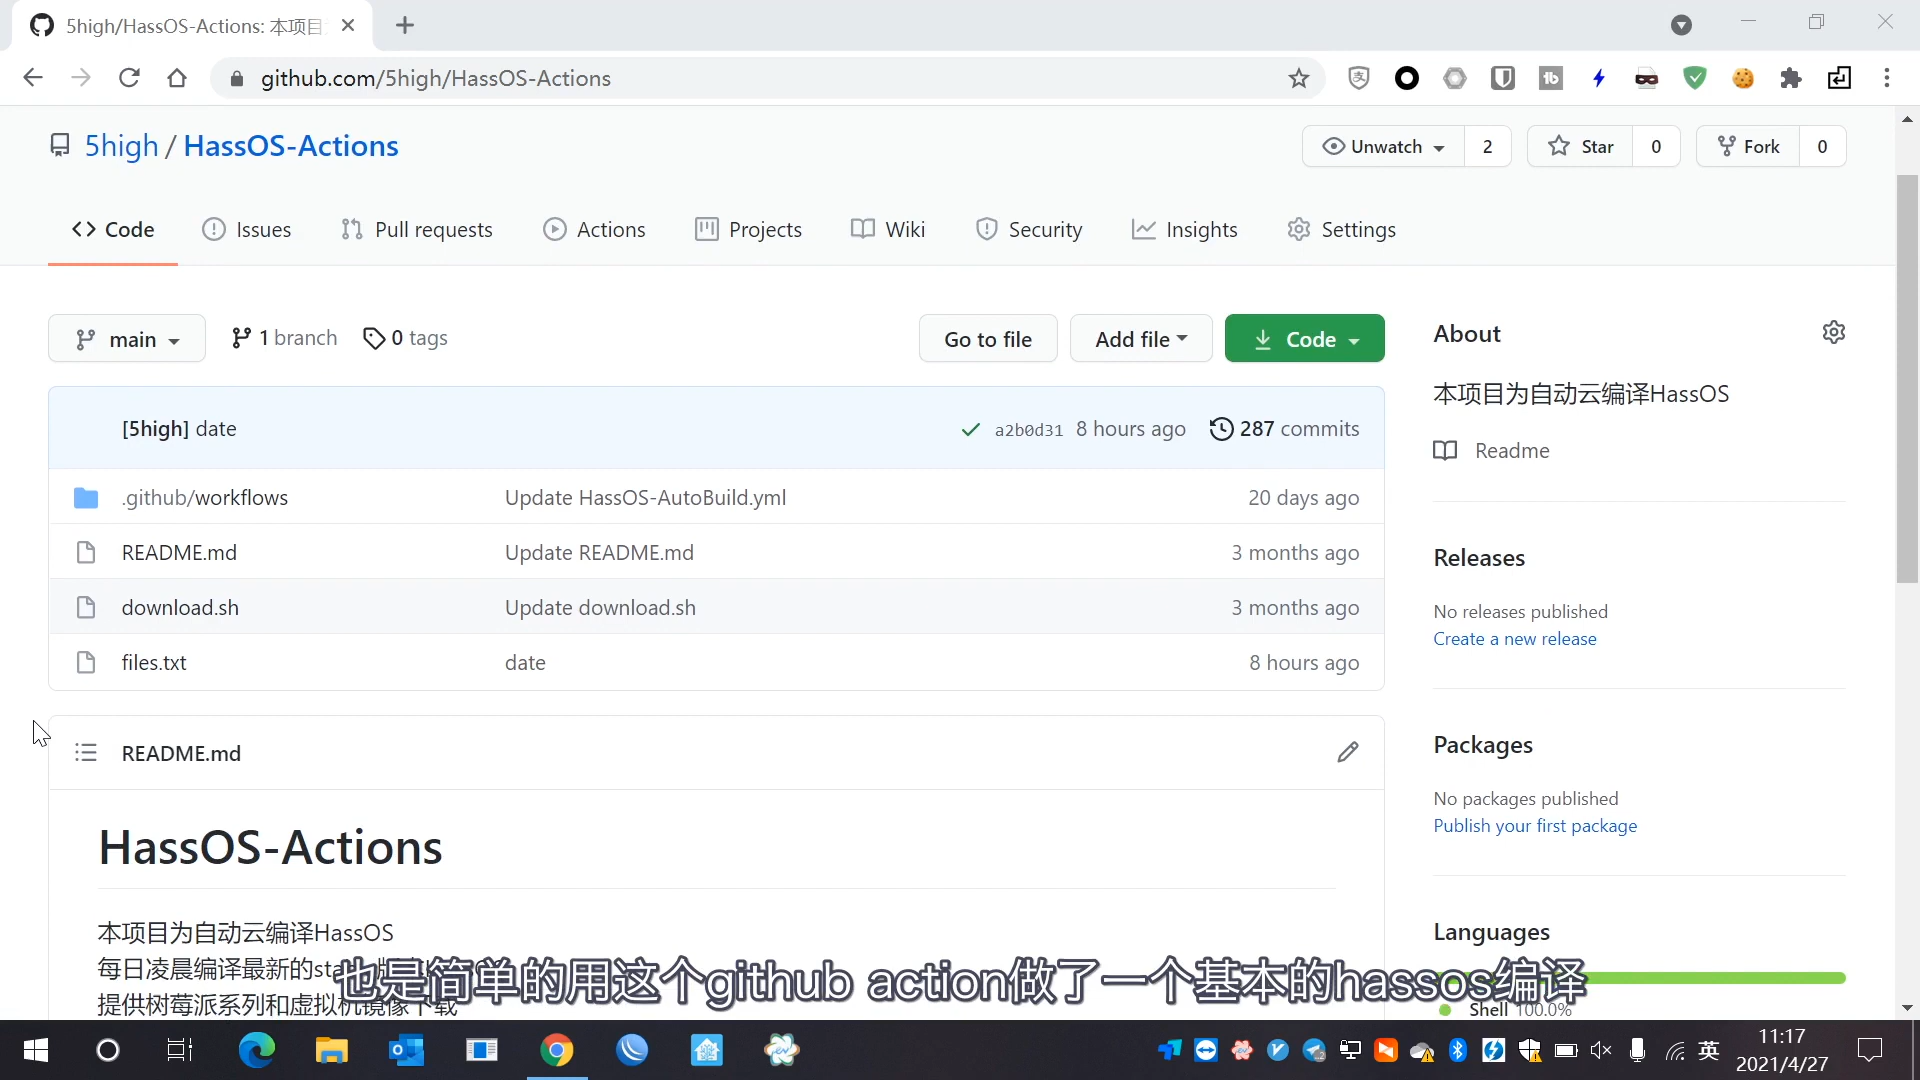 5high/HassOS-Actions: 本项目
github.com/5high/HassOS-Actions
5high / HassOS-Actions
Unwatch 2
Star 0
Fork 0
Code
Issues
Pull requests
Actions
Projects
Wiki
Security
Insights
Settings
main
1 branch
0 tags
Go to file
Add file
Code
[5high] date
a2b0d31 8 hours ago
287 commits
.github/workflows
Update HassOS-AutoBuild.yml
20 days ago
README.md
Update README.md
3 months ago
download.sh
Update download.sh
3 months ago
files.txt
date
8 hours ago
About
本项目为自动云编译HassOS
Readme
Releases
No releases published
Create a new release
Packages
No packages published
Publish your first package
Languages
Shell 100.0%
README.md
HassOS-Actions
本项目为自动云编译HassOS
每日凌晨编译最新的
提供树莓派系列和虚拟机镜像下载
也是简单的用这个github action做了一个基本的hassos编译
英
11:17
2021/4/27